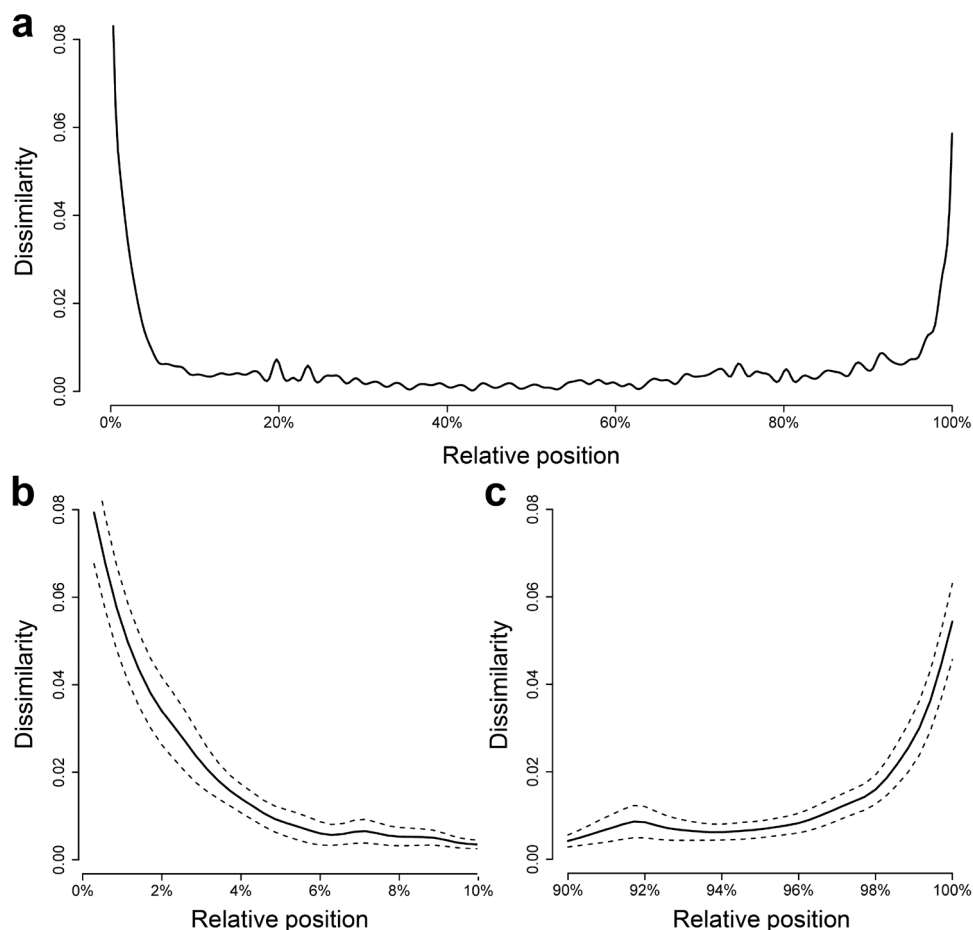 a
Dissimilarity
0.08
0.06
0.04
0.02
0.00
0% 20% 40% 60% 80% 100%
Relative position
b
Dissimilarity
0.08
0.06
0.04
0.02
0.00
0% 2% 4% 6% 8% 10%
Relative position
c
Dissimilarity
0.08
0.06
0.04
0.02
0.00
90% 92% 94% 96% 98% 100%
Relative position